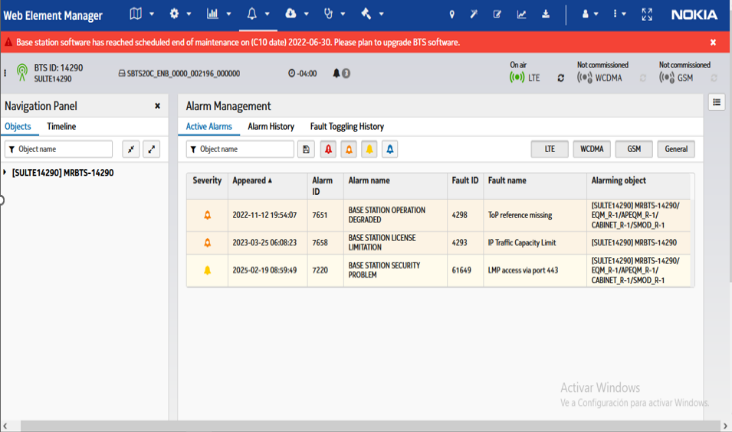 Web Element Manager
NOKIA
Base station software has reached scheduled end of maintenance on (C10 date) 2022-06-30. Please plan to upgrade BTS software.
BTS ID: 14290
SULTE14290
SBTS20C_ENB_0000_002196_000000
-04:00
3
On air
LTE
Not commissioned
WCDMA
Not commissioned
GSM
Navigation Panel
Objects Timeline
Object name
[SULTE14290] MRBTS-14290
Alarm Management
Active Alarms Alarm History Fault Toggling History
Object name
LTE WCDMA GSM General
Severity Appeared Alarm ID Alarm name Fault ID Fault name Alarming object
2022-11-12 19:54:07 7651 BASE STATION OPERATION DEGRADED 4298 ToP reference missing [SULTE14290] MRBTS-14290/
EQM_R-1/APEQM_R-1/
CABINET_R-1/SMOD_R-1
2023-03-25 06:08:23 7658 BASE STATION LICENSE LIMITATION 4293 IP Traffic Capacity Limit [SULTE14290] MRBTS-14290
2025-02-19 08:59:49 7220 BASE STATION SECURITY PROBLEM 61649 LMP access via port 443 [SULTE14290] MRBTS-14290/
EQM_R-1/APEQM_R-1/
CABINET_R-1/SMOD_R-1
Activar Windows
Ve a Configuración para activar Windows.